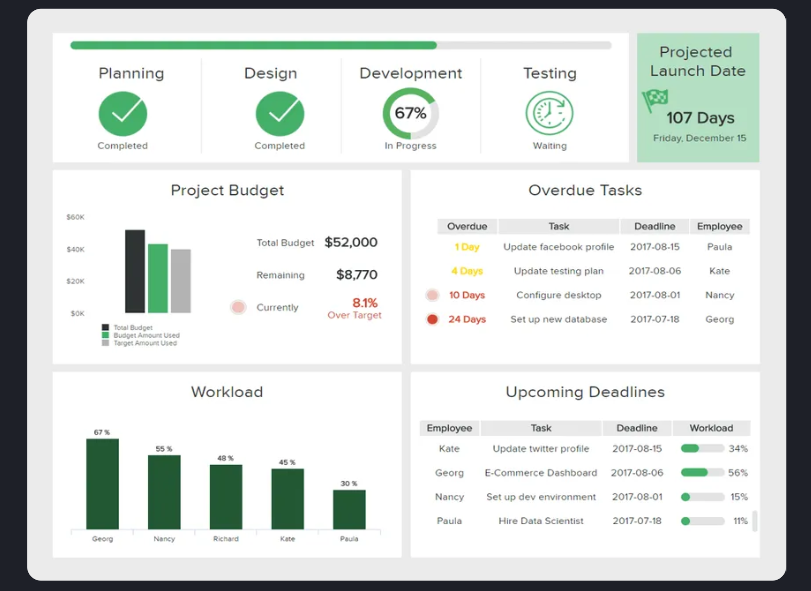 Planning
Design
Development
Testing
67%
Completed
Completed
In Progress
Waiting
Projected
Launch Date
107 Days
Friday, December 15
Project Budget
$60K
$40K
$20K
$0K
Total Budget
Budget Amount Used
Target Amount Used
Total Budget $52,000
Remaining $8,770
Currently 8.1%
Over Target
Overdue Tasks
Overdue Task Deadline Employee
1 Day Update facebook profile 2017-08-15 Paula
4 Days Update testing plan 2017-08-06 Kate
10 Days Configure desktop 2017-08-01 Nancy
24 Days Set up new database 2017-07-18 Georg
Workload
67 %
55 %
48 %
45 %
30 %
Georg Nancy Richard Kate Paula
Upcoming Deadlines
Employee Task Deadline Workload
Kate Update twitter profile 2017-08-15 34%
Georg E-Commerce Dashboard 2017-08-06 56%
Nancy Set up dev environment 2017-08-01 15%
Paula Hire Data Scientist 2017-07-18 11%